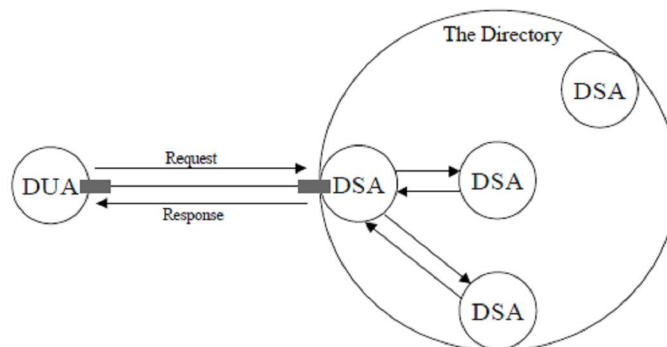 The Directory
DSA
Request
DUA
DSA
DSA
Response
DSA